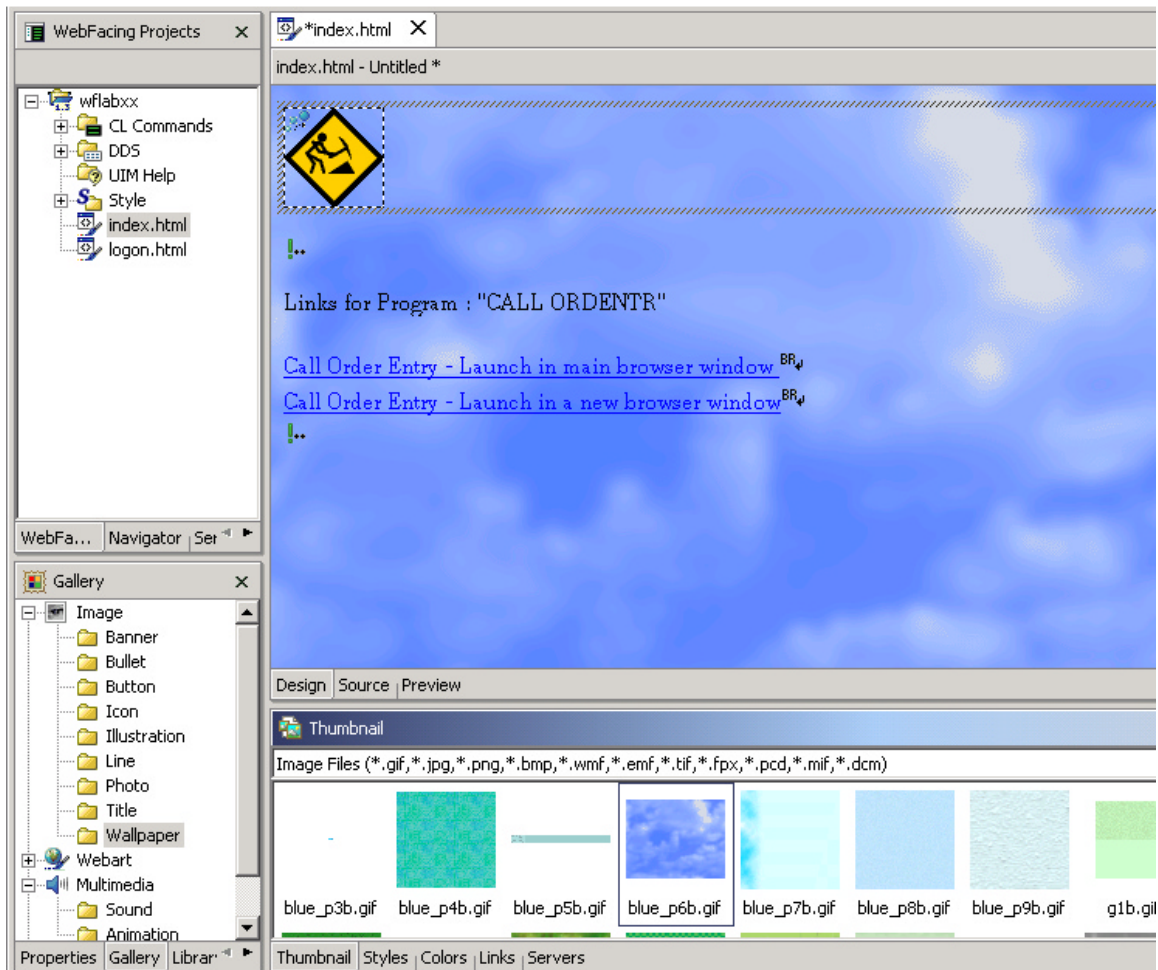 WebFacing Projects
wflabxx
CL Commands
DDS
UIM Help
Style
index.html
logon.html
WebFa... Navigator Ser
Gallery
Image
Banner
Bullet
Button
Icon
Illustration
Line
Photo
Title
Wallpaper
Webart
Multimedia
Sound
Animation
Properties Gallery Librar
*index.html
index.html - Untitled *
Links for Program : "CALL ORDENTR"
Call Order Entry - Launch in main browser window BR
Call Order Entry - Launch in a new browser window BR
Design Source Preview
Thumbnail
Image Files (*.gif,*.jpg,*.png,*.bmp,*.wmf,*.emf,*.tif,*.fpx,*.pcd,*.mif,*.dcm)
blue_p3b.gif blue_p4b.gif blue_p5b.gif blue_p6b.gif blue_p7b.gif blue_p8b.gif blue_p9b.gif g1b.gi
Thumbnail Styles Colors Links Servers